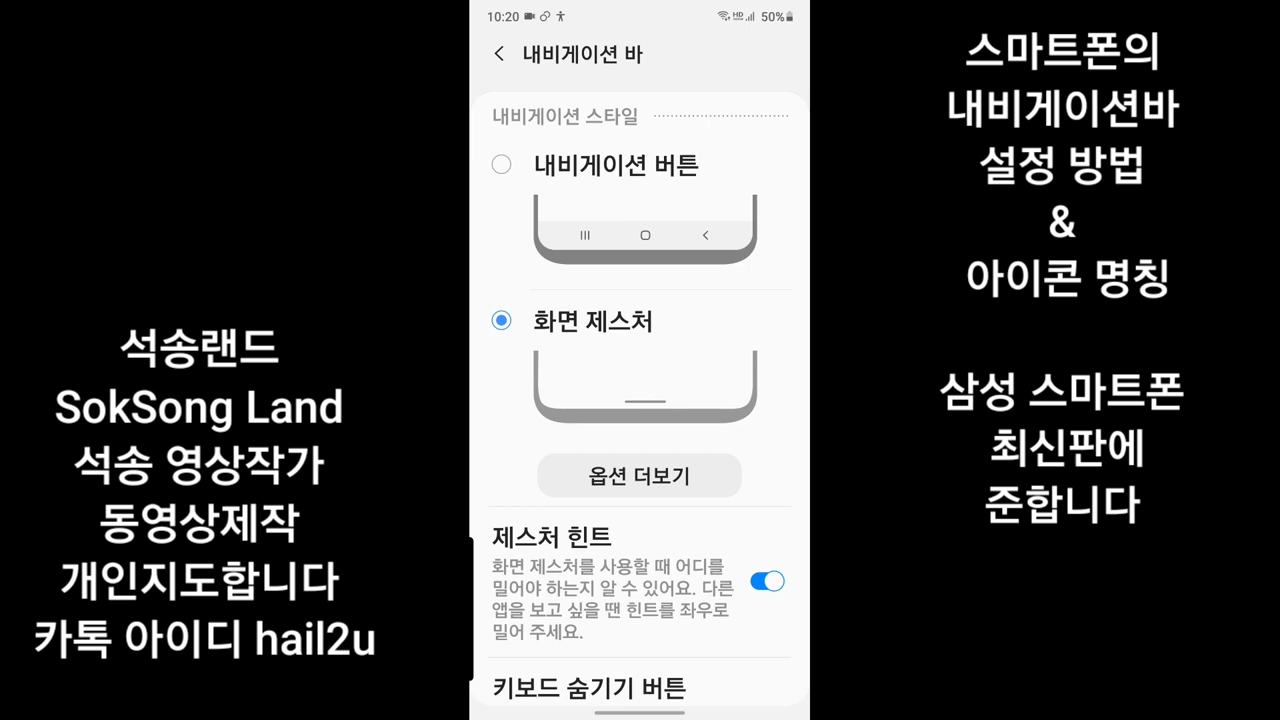 석송랜드
SokSong Land
석송 영상작가
동영상제작
개인지도합니다
카톡 아이디 hail2u
10:20
HD
50%
내비게이션 바
내비게이션 스타일
내비게이션 버튼
화면 제스처
옵션 더보기
제스처 힌트
화면 제스처를 사용할 때 어디를
밀어야 하는지 알 수 있어요. 다른
앱을 보고 싶을 땐 힌트를 좌우로
밀어 주세요.
키보드 숨기기 버튼
스마트폰의
내비게이션바
설정 방법
&
아이콘 명칭
삼성 스마트폰
최신판에
준합니다